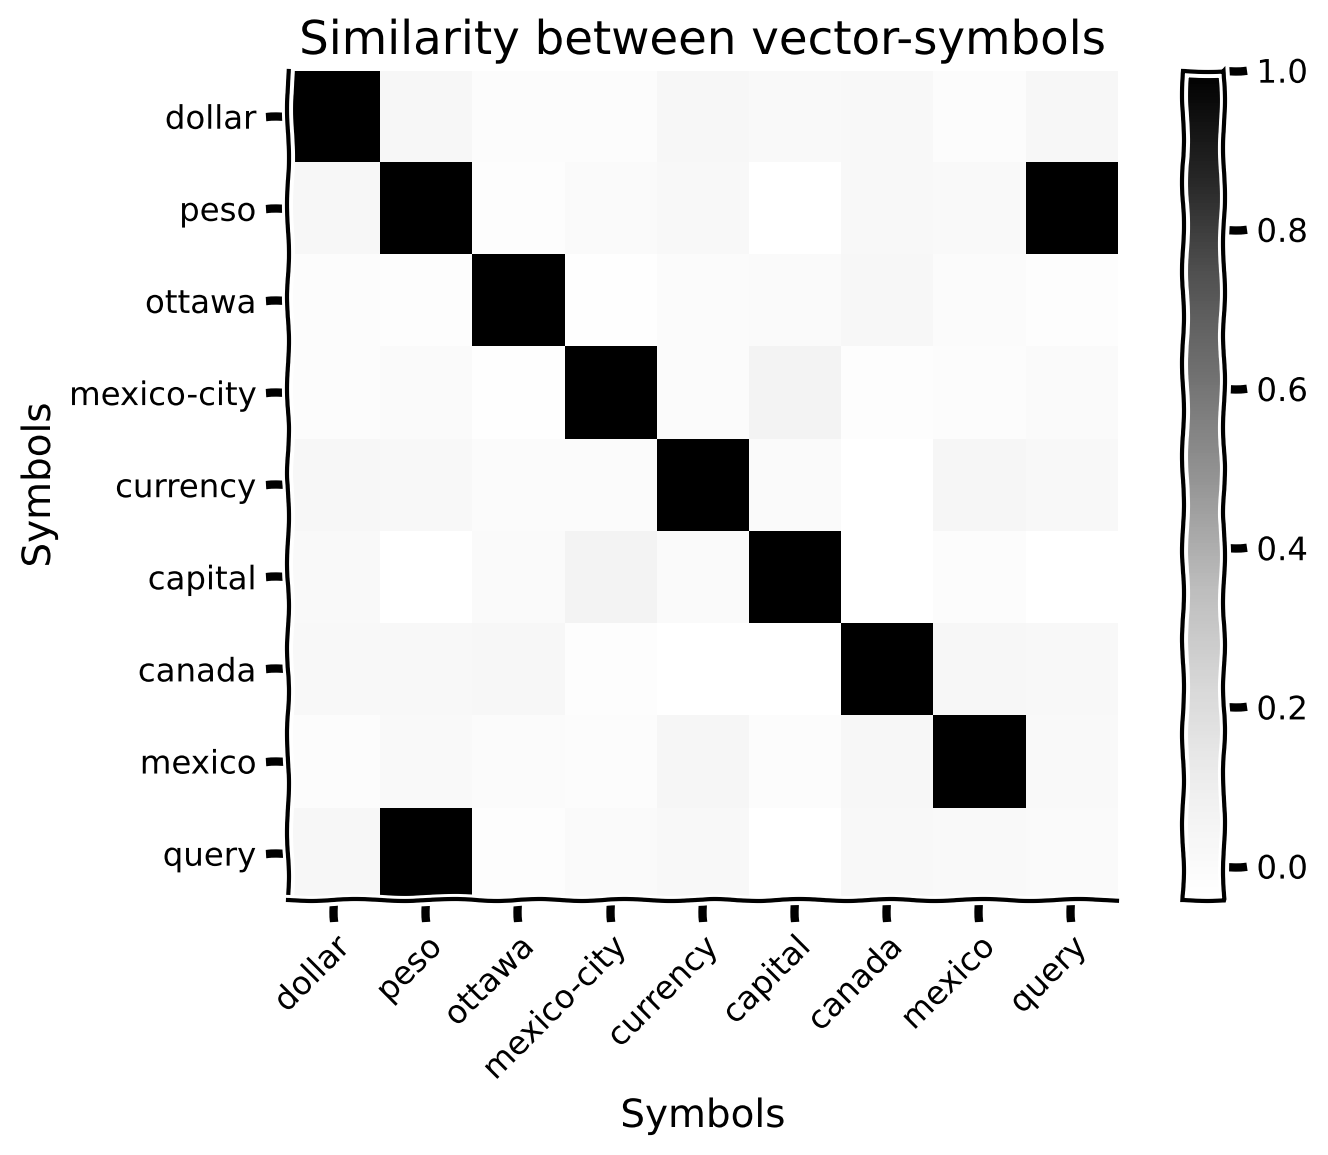 Similarity between vector-symbols
dollar
peso
ottawa
mexico-city
currency
capital
canada
mexico
query
Symbols
dollar
peso
ottawa
mexico-city
currency
capital
canada
mexico
query
Symbols
1.0
0.8
0.6
0.4
0.2
0.0